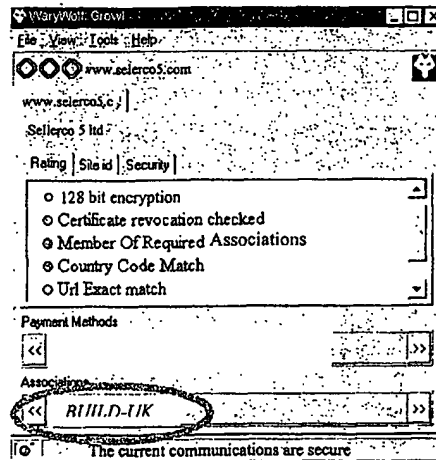 WaryWolf: Growl
File View Tools Help
www.selerco5.com
www.selerco5.c
Sellerco 5 ltd
Rating Site id Security
128 bit encryption
Certificate revocation checked
Member Of Required Associations
Country Code Match
Url Exact match
Payment Methods
<< >>
Associations
<< BUILD-UK >>
The current communications are secure